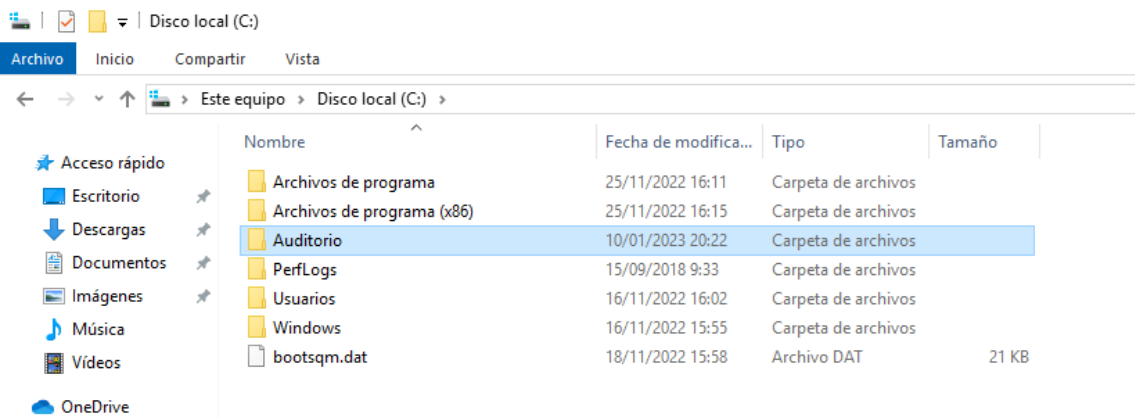 Disco local (C:)
Archivo Inicio Compartir Vista
Este equipo > Disco local (C:) >
Nombre Fecha de modifica... Tipo Tamaño
Acceso rápido
Escritorio
Descargas
Documentos
Imágenes
Música
Vídeos
OneDrive
Archivos de programa 25/11/2022 16:11 Carpeta de archivos
Archivos de programa (x86) 25/11/2022 16:15 Carpeta de archivos
Auditorio 10/01/2023 20:22 Carpeta de archivos
PerfLogs 15/09/2018 9:33 Carpeta de archivos
Usuarios 16/11/2022 16:02 Carpeta de archivos
Windows 16/11/2022 15:55 Carpeta de archivos
bootsqm.dat 18/11/2022 15:58 Archivo DAT 21 KB